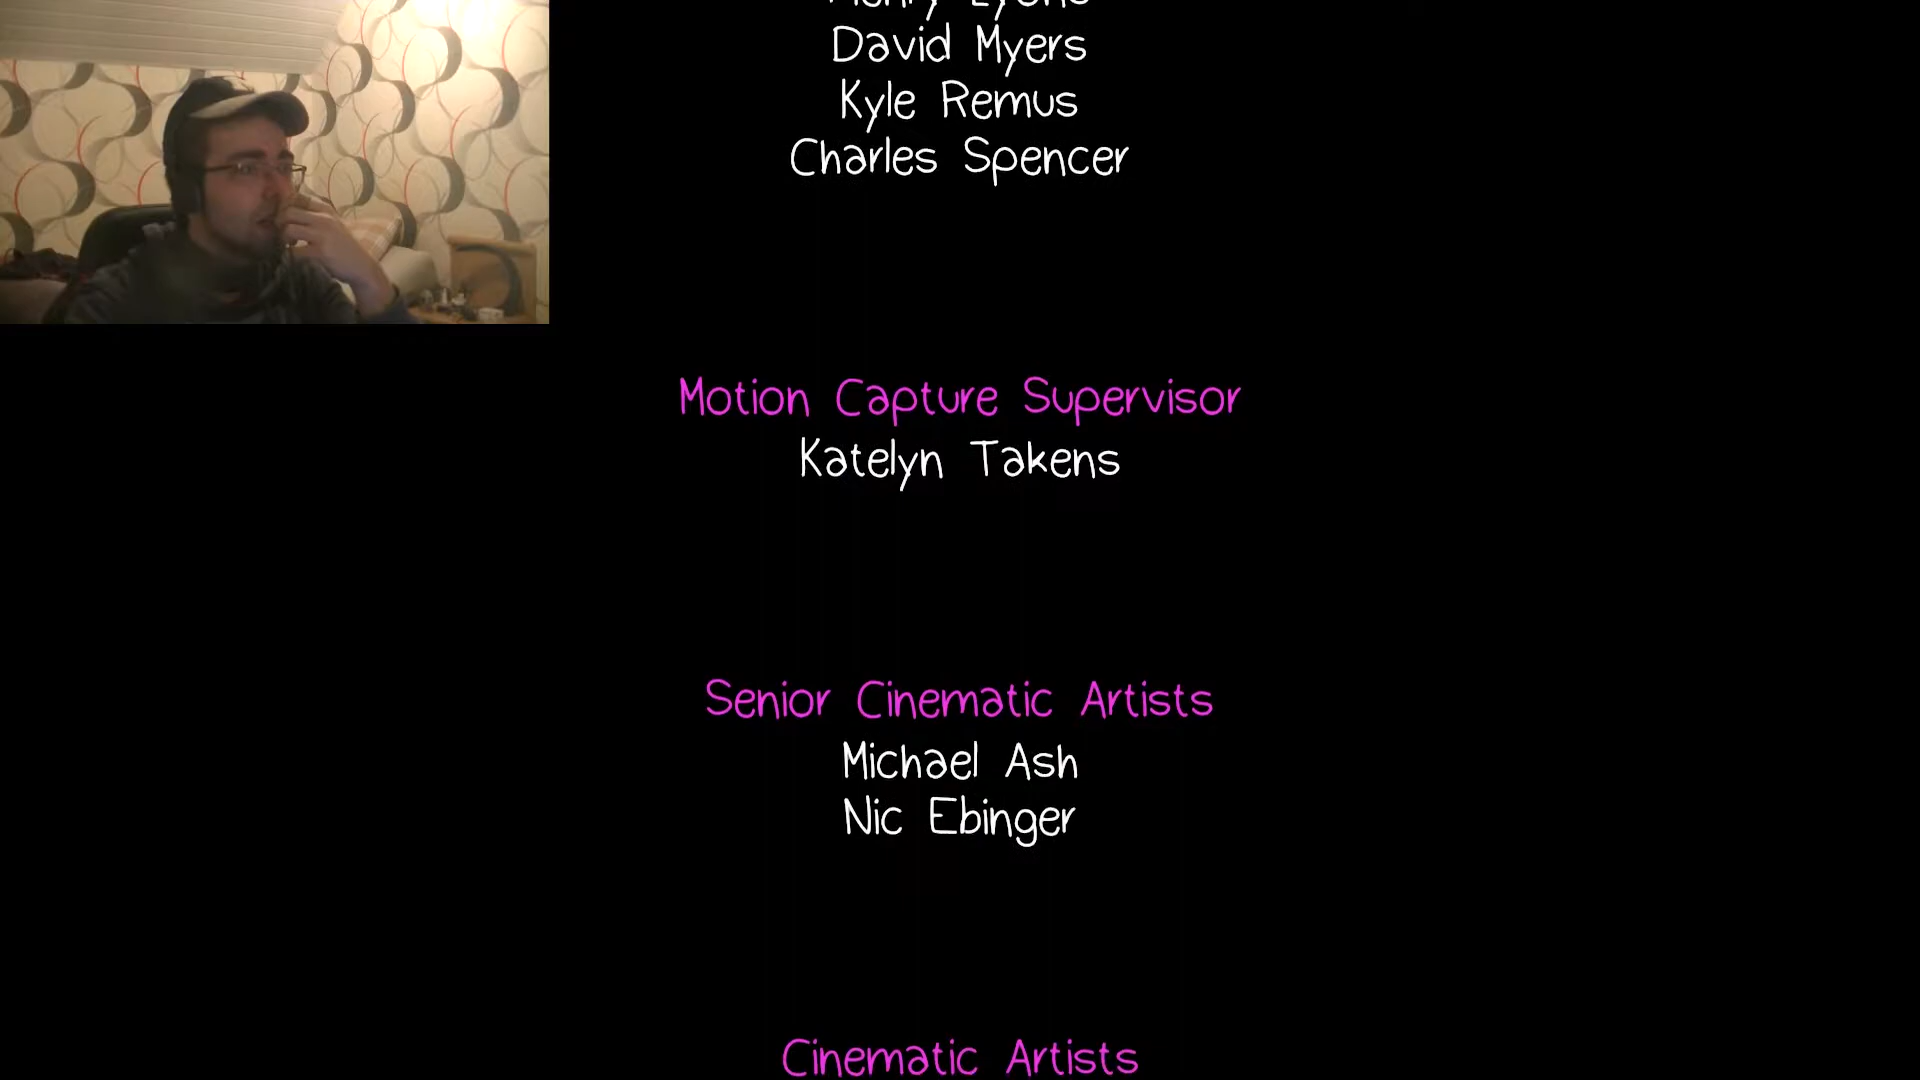 David Myers
Kyle Remus
Charles Spencer
Motion Capture Supervisor
Katelyn Takens
Senior Cinematic Artists
Michael Ash
Nic Ebinger
Cinematic Artists